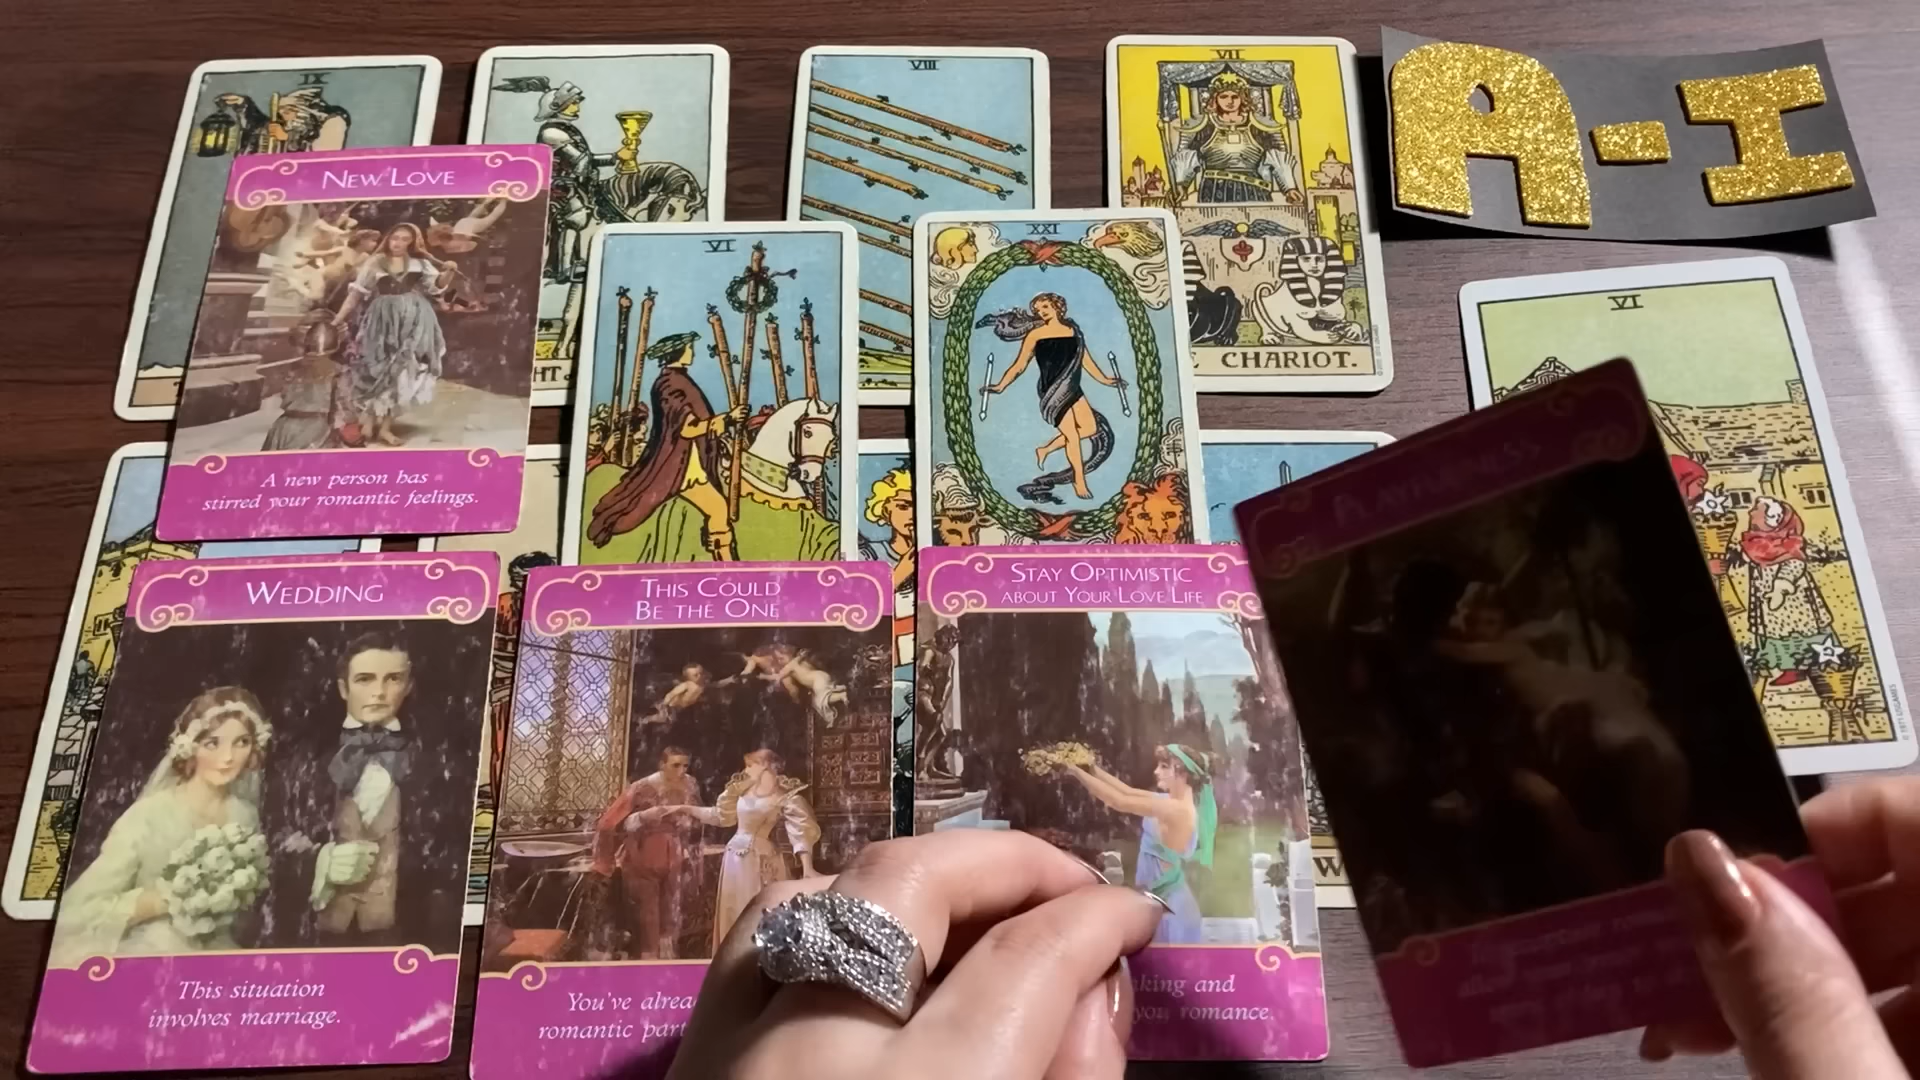 IX
VIII
VII
A-I
NEW LOVE
VI
XXI
VI
CHARIOT.
HT.
A new person has
stirred your romantic feelings.
WEDDING
THIS COULD
BE THE ONE
STAY OPTIMISTIC
ABOUT YOUR LOVE LIFE
W
This situation
involves marriage.
You've alrea
romantic part
king and
you romance.